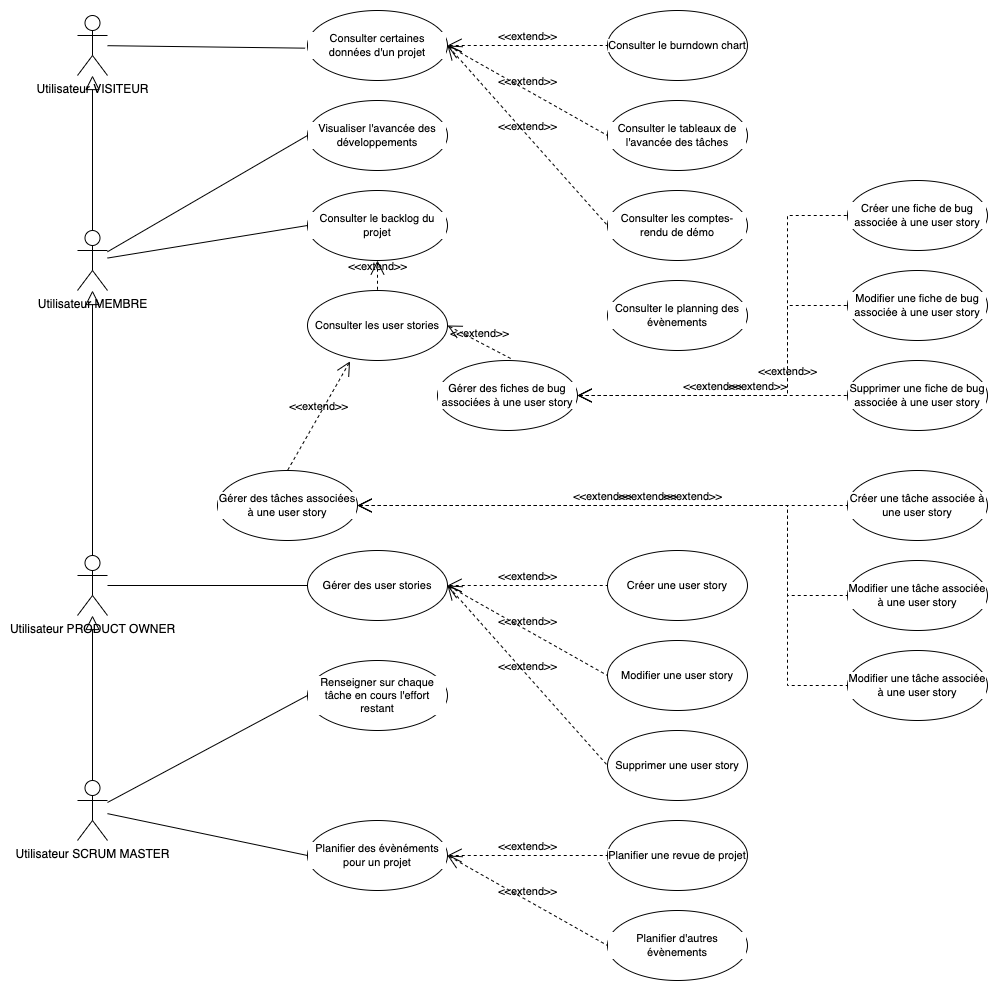 Consulter certaines
données d'un projet
<<extend>>
Consulter le burndown chart
Utilisateur VISITEUR
<<extend>>
Visualiser l'avancée des
développements
<<extend>>
Consulter le tableaux de
l'avancée des tâches
Consulter le backlog du
projet
Consulter les comptes-
rendu de démo
Créer une fiche de bug
associée à une user story
<<extend>>
Utilisateur MEMBRE
Consulter les user stories
<<extend>>
Consulter le planning des
évènements
Modifier une fiche de bug
associée à une user story
<<extend>>
Gérer des fiches de bug
associées à une user story
<<extend>>
<<extend>>
<<extend>>
Supprimer une fiche de bug
associée à une user story
Gérer des tâches associées
à une user story
<<extend>>
<<extend>>
<<extend>>
Créer une tâche associée à
une user story
Gérer des user stories
<<extend>>
Créer une user story
Modifier une tâche associée
à une user story
Utilisateur PRODUCT OWNER
<<extend>>
Renseigner sur chaque
tâche en cours l'effort
restant
<<extend>>
Modifier une user story
Modifier une tâche associée
à une user story
Supprimer une user story
Utilisateur SCRUM MASTER
Planifier des évènéments
pour un projet
<<extend>>
Planifier une revue de projet
<<extend>>
Planifier d'autres
évènements